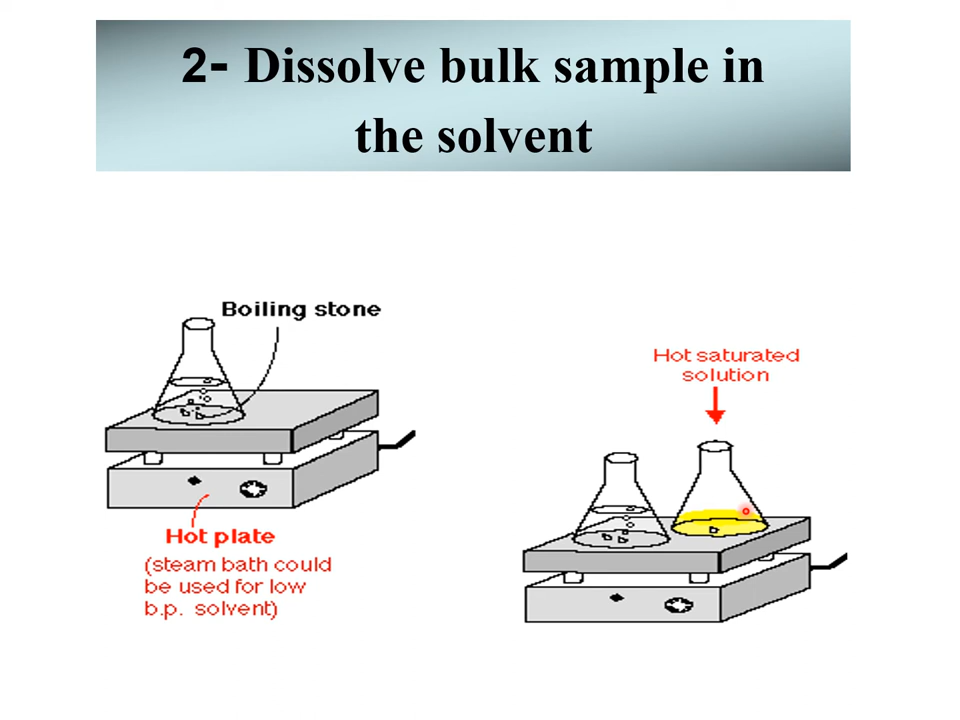 2- Dissolve bulk sample in
the solvent
Boiling stone
Hot plate
(steam bath could
be used for low
b.p. solvent)
Hot saturated
solution